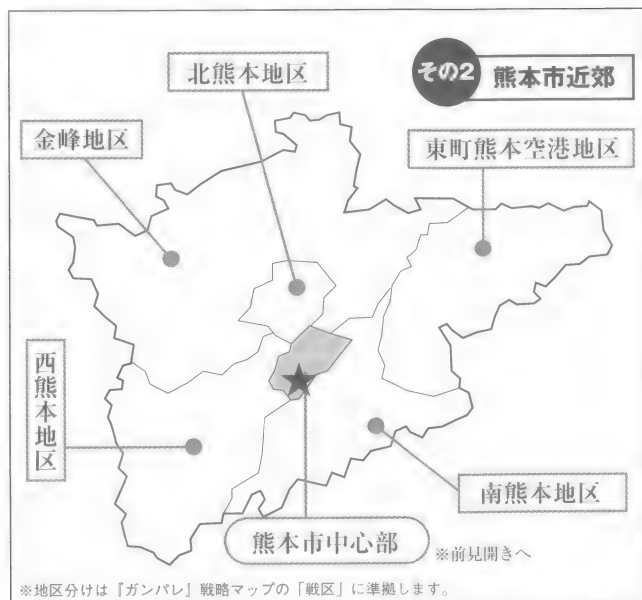 その2 熊本市近郊
北熊本地区
金峰地区
東町熊本空港地区
西熊本地区
南熊本地区
熊本市中心部
※前見開きへ
※地区分けは『ガンパレ』戦略マップの「戦区」に準拠します。